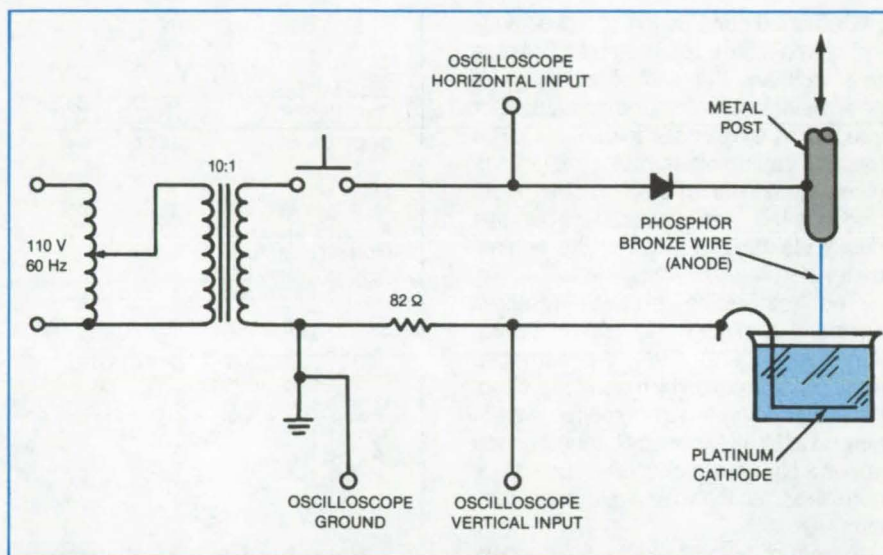 OSCILLOSCOPE
HORIZONTAL INPUT
METAL
POST
10:1
110 V
60 Hz
PHOSPHOR
BRONZE WIRE
(ANODE)
82 Ω
PLATINUM
CATHODE
OSCILLOSCOPE
GROUND
OSCILLOSCOPE
VERTICAL INPUT